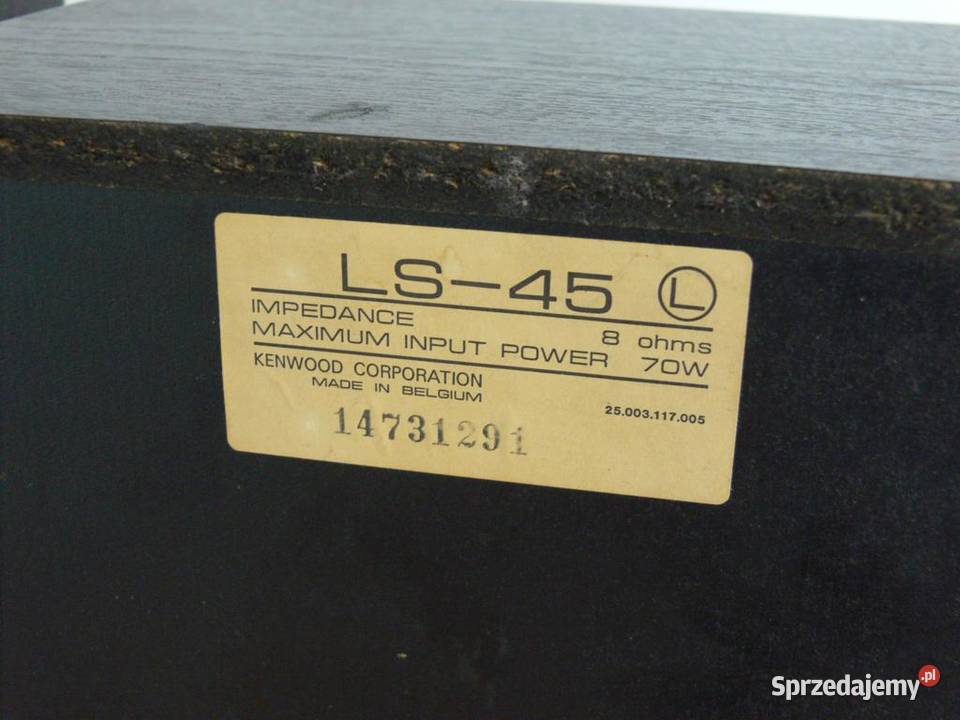 LS-45 L
IMPEDANCE 8 ohms
MAXIMUM INPUT POWER 70W
KENWOOD CORPORATION
MADE IN BELGIUM
25.003.117.005
14731291
Sprzedajemy.pl